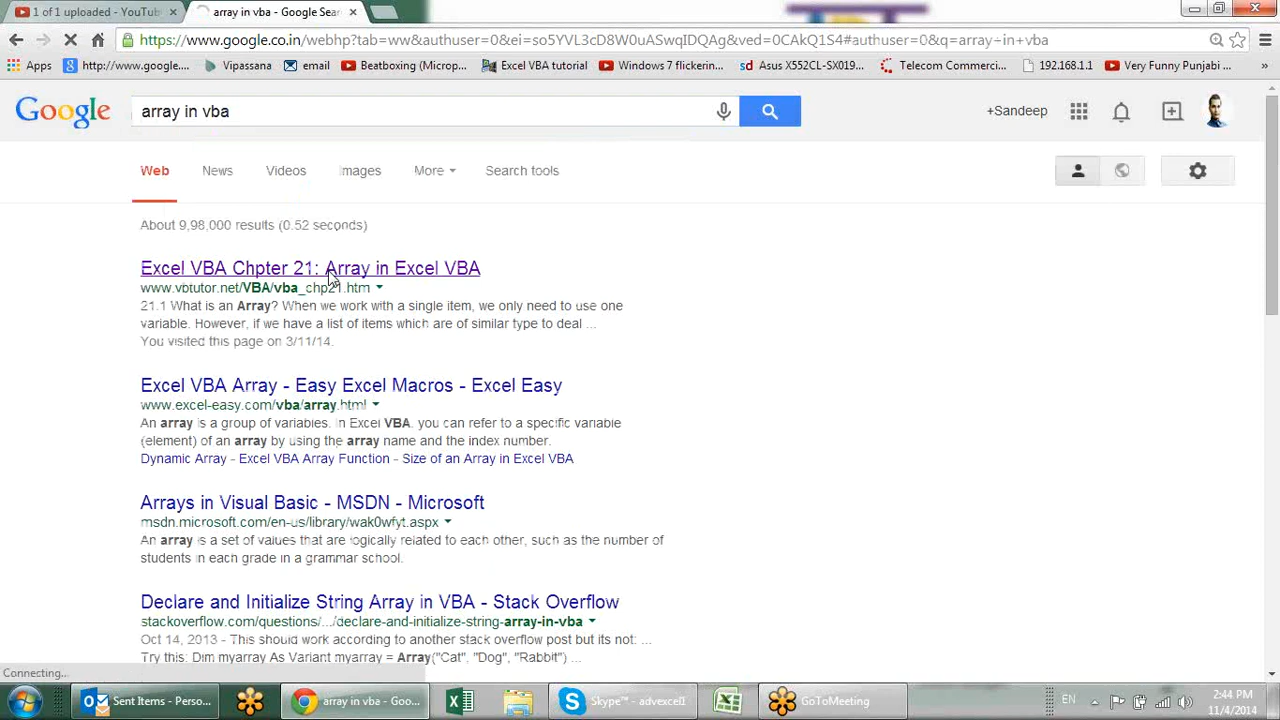 1 of 1 uploaded - YouTub
array in vba - Google Sea
https://www.google.co.in/webhp?tab=ww&authuser=0&ei=so5YVL3cD8W0uASwqIDQAg&ved=0CAkQ1S4#authuser=0&q=array+in+vba
Apps http://www.google.... Vipassana email Beatboxing (Micro... Excel VBA tutorial Windows 7 flickerin... Asus X552CL-SX019... Telecom Commerci... 192.168.1.1 Very Funny Punjabi ... »
Google array in vba +Sandeep
Web News Videos Images More Search tools
About 9,98,000 results (0.52 seconds)
Excel VBA Chpter 21: Array in Excel VBA
www.vbtutor.net/VBA/vba_chp21.htm
21.1 What is an Array? When we work with a single item, we only need to use one
variable. However, if we have a list of items which are of similar type to deal ...
You visited this page on 3/11/14.
Excel VBA Array - Easy Excel Macros - Excel Easy
www.excel-easy.com/vba/array.html
An array is a group of variables. In Excel VBA, you can refer to a specific variable
(element) of an array by using the array name and the index number.
Dynamic Array - Excel VBA Array Function - Size of an Array in Excel VBA
Arrays in Visual Basic - MSDN - Microsoft
msdn.microsoft.com/en-us/library/wak0wfyt.aspx
An array is a set of values that are logically related to each other, such as the number of
students in each grade in a grammar school.
Declare and Initialize String Array in VBA - Stack Overflow
stackoverflow.com/questions/.../declare-and-initialize-string-array-in-vba
Oct 14, 2013 - This should work according to another stack overflow post but its not: ...
Try this: Dim myarray As Variant myarray = Array("Cat", "Dog", "Rabbit") ...
Connecting...
Sent Items - Perso... array in vba - Goo... Skype™ - advexcel1 GoToMeeting EN 2:44 PM
11/4/2014